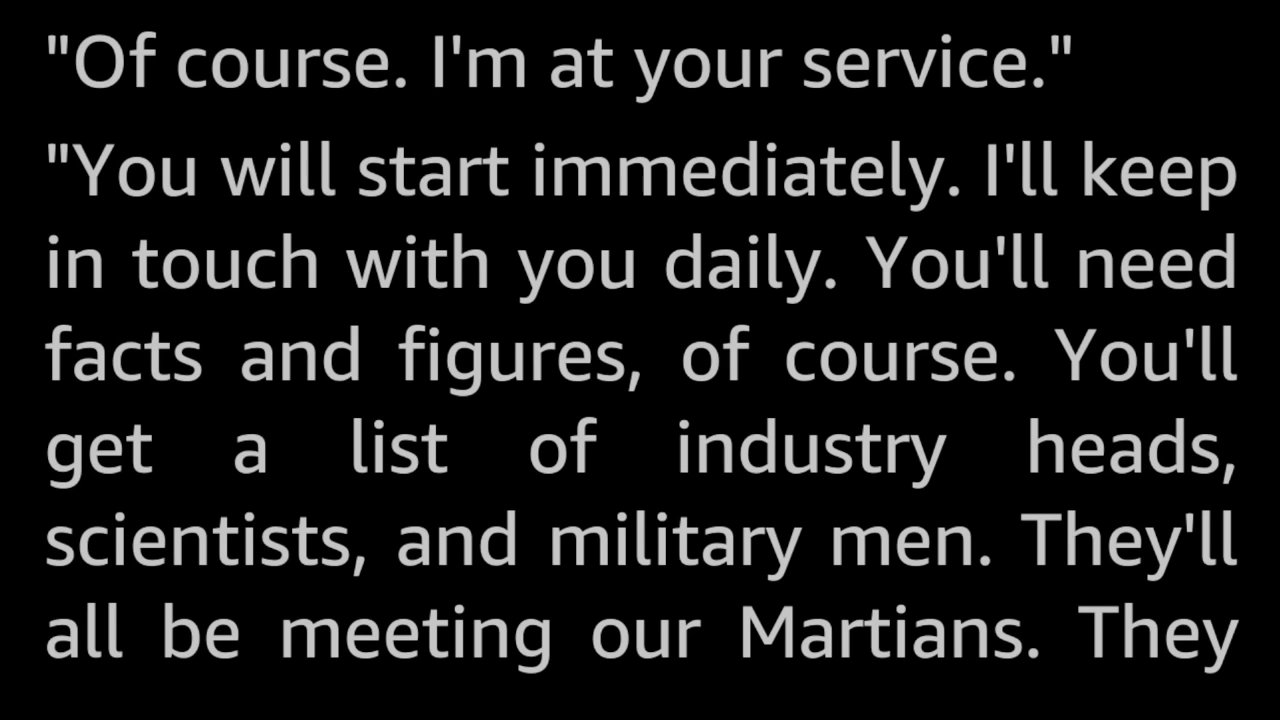 "Of course. I'm at your service."
"You will start immediately. I'll keep
in touch with you daily. You'll need
facts and figures, of course. You'll
get a list of industry heads,
scientists, and military men. They'll
all be meeting our Martians. They